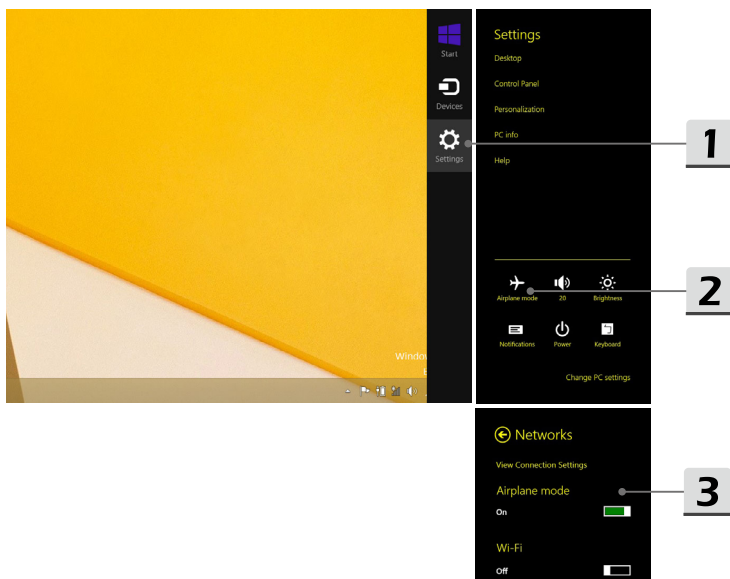 Start
Devices
Settings
Settings
Desktop
Control Panel
Personalization
PC info
Help
1
Airplane mode
20
Brightness
2
Notifications
Power
Keyboard
Change PC settings
Networks
View Connection Settings
Airplane mode
3
On
Wi-Fi
Off